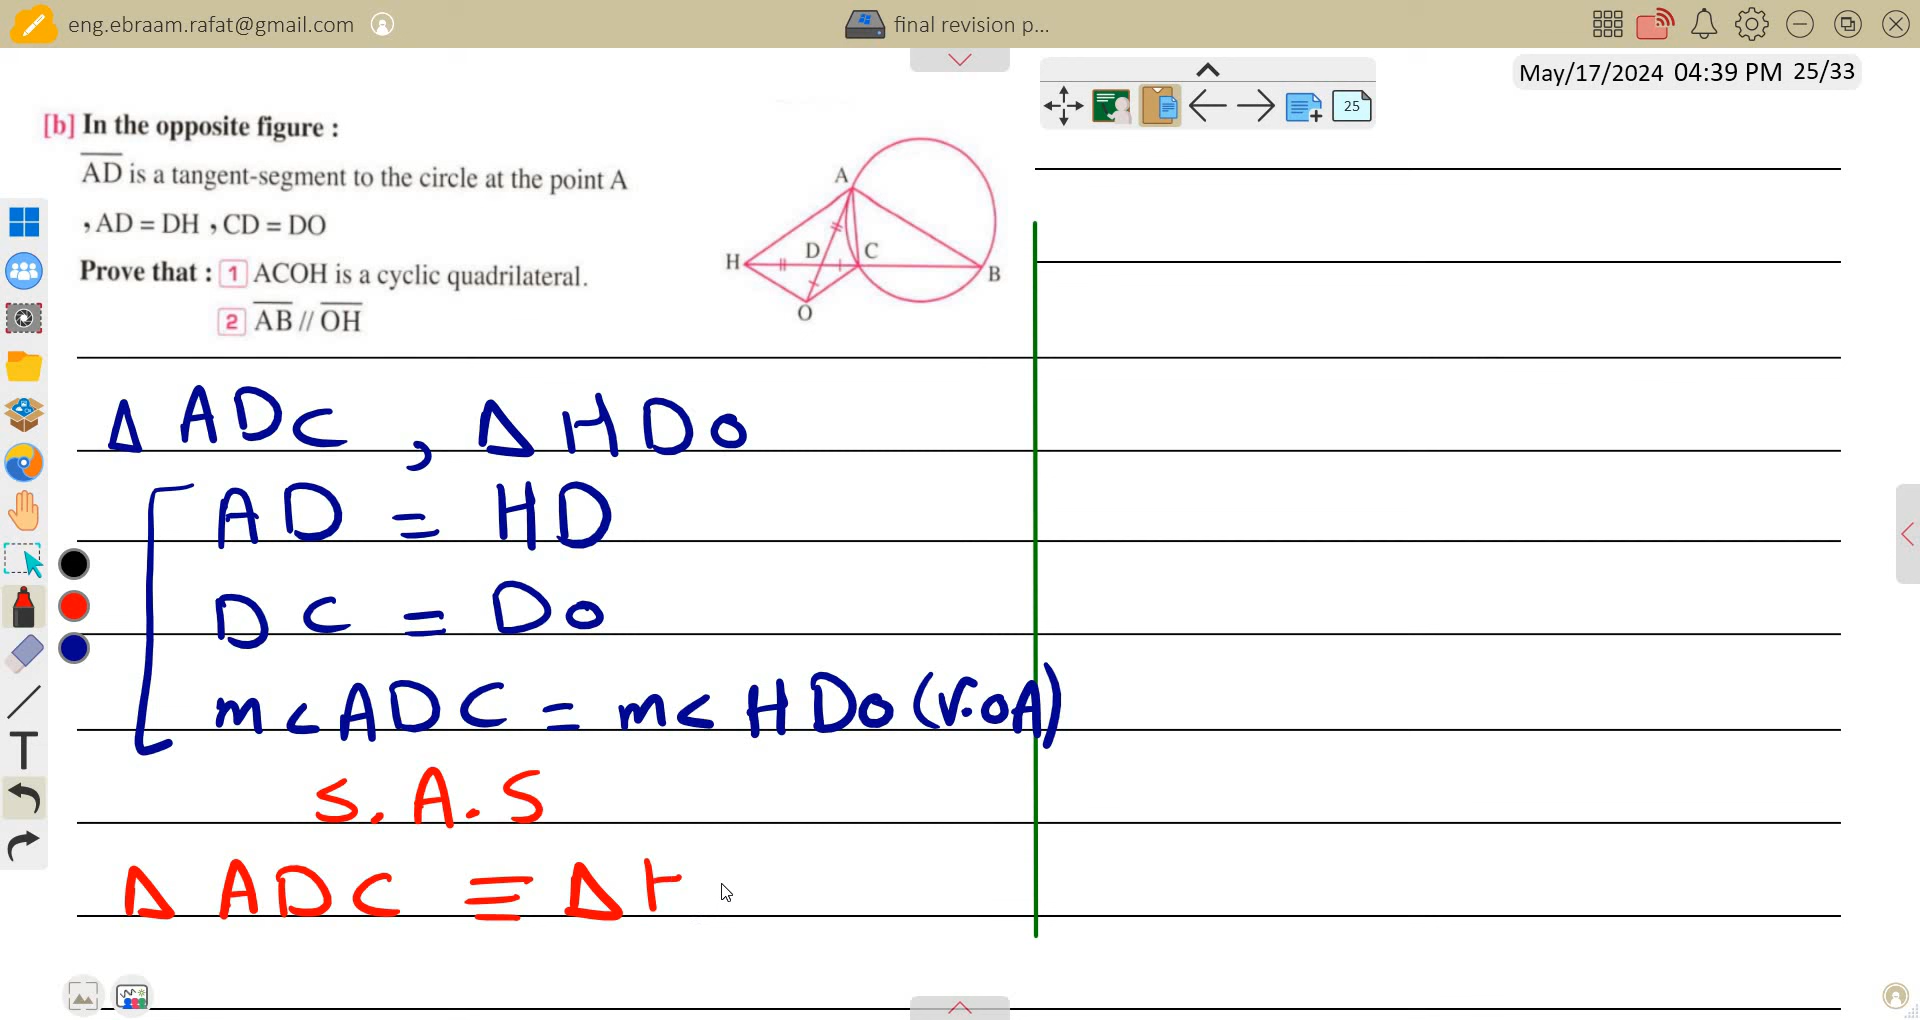 eng.ebraam.rafat@gmail.com
final revision p...
May/17/2024 04:39 PM 25/33
25
[b] In the opposite figure :
AD is a tangent-segment to the circle at the point A
, AD = DH , CD = DO
Prove that : 1 ACOH is a cyclic quadrilateral.
2 AB // OH
A
H
D
C
B
O
Δ ADC , Δ HDO
AD = HD
DC = DO
m< ADC = m< HDO (V.OA)
S.A.S
Δ ADC ≡ Δ
T